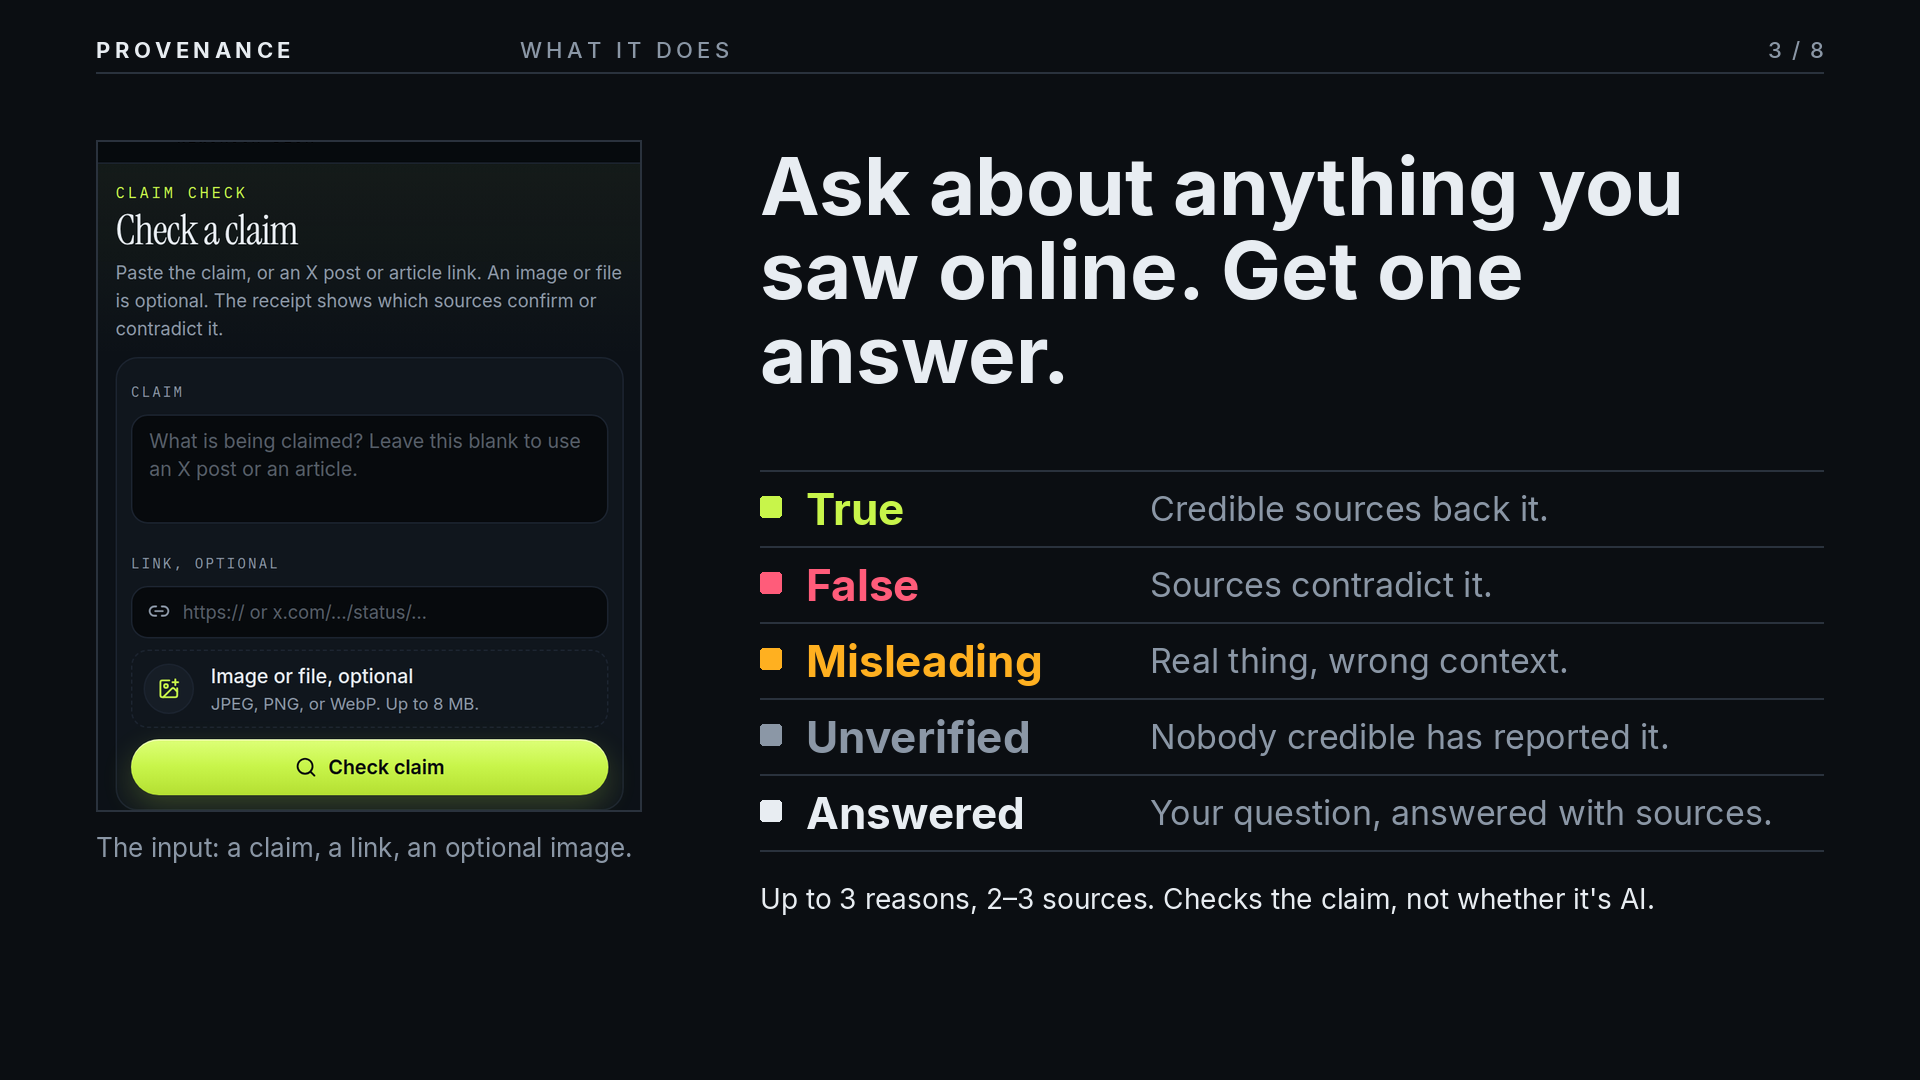 PROVENANCE
WHAT IT DOES
3 / 8
CLAIM CHECK
Check a claim
Paste the claim, or an X post or article link. An image or file
is optional. The receipt shows which sources confirm or
contradict it.
CLAIM
What is being claimed? Leave this blank to use
an X post or an article.
LINK, OPTIONAL
https:// or x.com/.../status/...
Image or file, optional
JPEG, PNG, or WebP. Up to 8 MB.
Check claim
The input: a claim, a link, an optional image.
Ask about anything you
saw online. Get one
answer.
True Credible sources back it.
False Sources contradict it.
Misleading Real thing, wrong context.
Unverified Nobody credible has reported it.
Answered Your question, answered with sources.
Up to 3 reasons, 2–3 sources. Checks the claim, not whether it's AI.